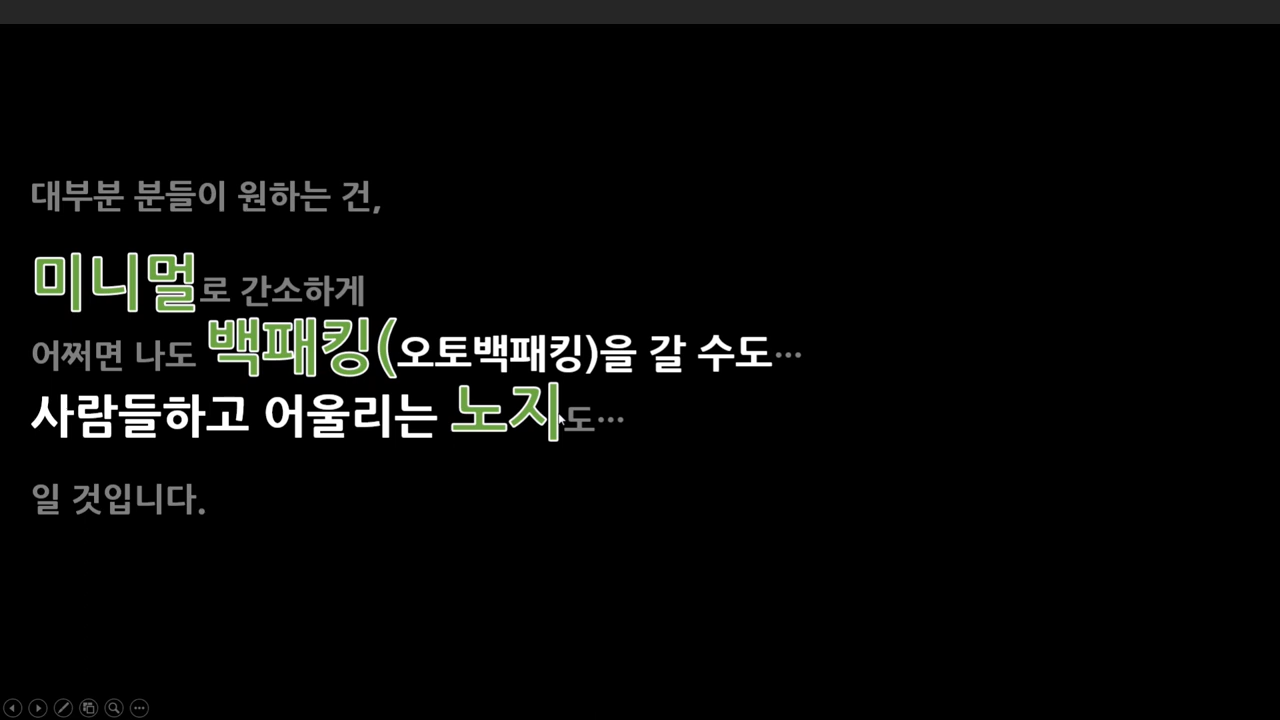 대부분 분들이 원하는 건,
미니멀로 간소하게
어쩌면 나도 백패킹(오토백패킹)을 갈 수도…
사람들하고 어울리는 노지도…
일 것입니다.